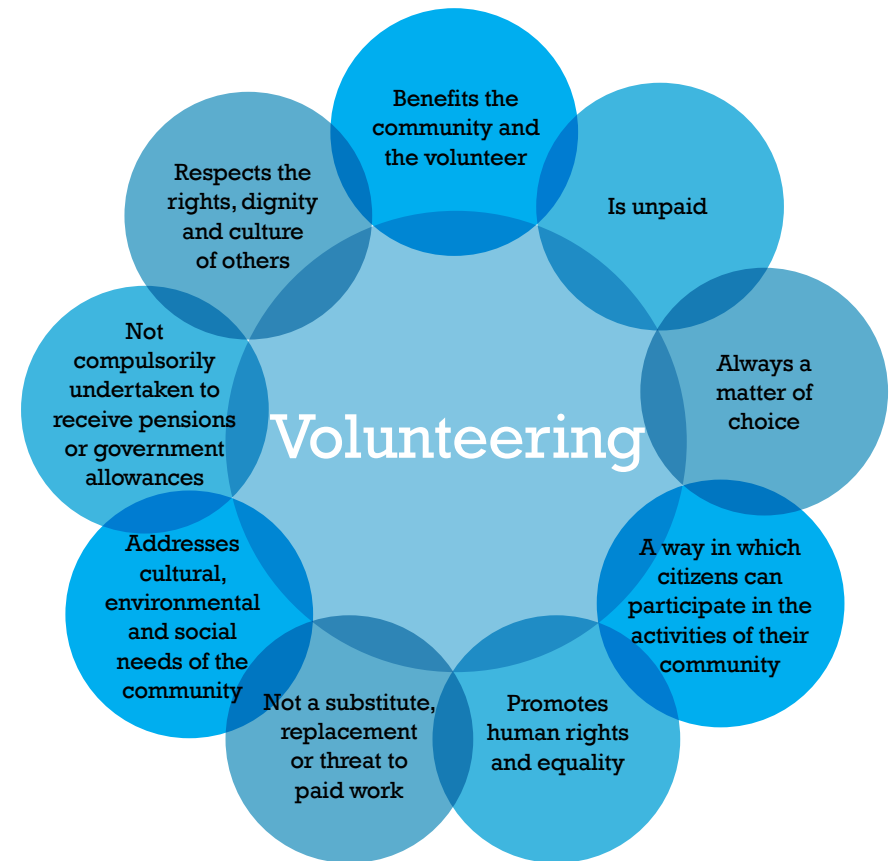 Benefits the
community and
the volunteer
Is unpaid
Always a
matter of
choice
A way in which
citizens can
participate in the
activities of their
community
Promotes
human rights
and equality
Not a substitute,
replacement
or threat to
paid work
Addresses
cultural,
environmental
and social
needs of the
community
Not
compulsorily
undertaken to
receive pensions
or government
allowances
Respects the
rights, dignity
and culture
of others
Volunteering